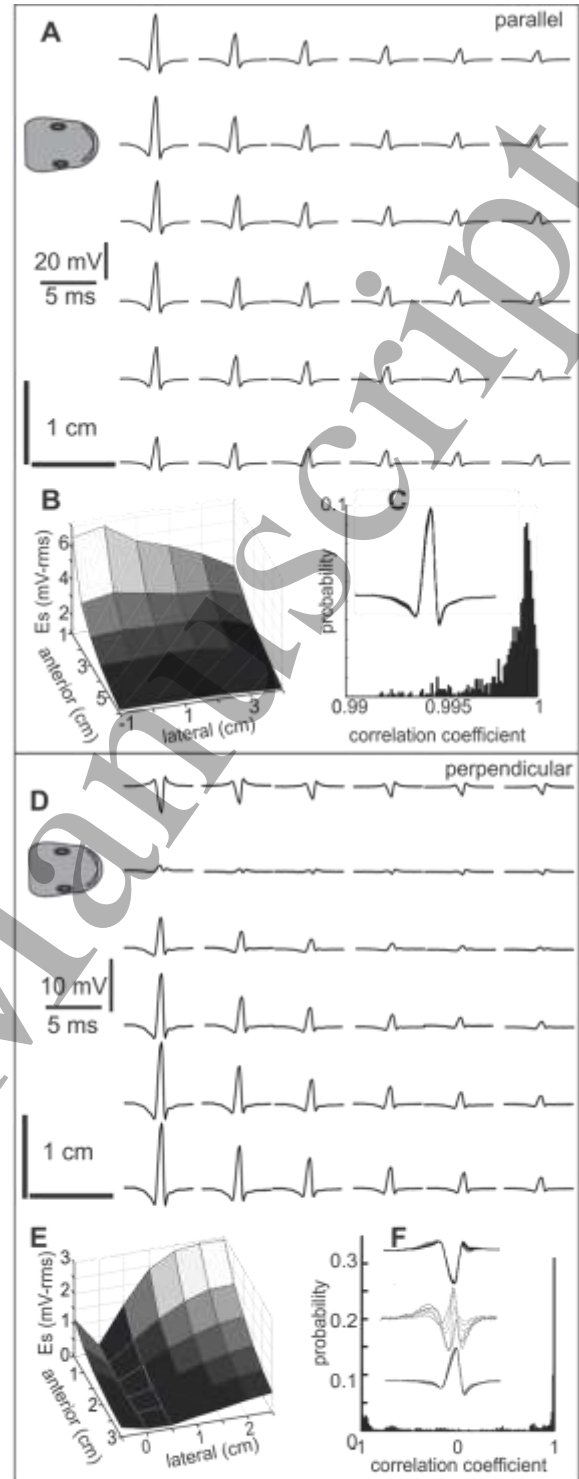 A
parallel
20 mV
5 ms
1 cm
B
Es (mV-rms)
6
4
2
1
3
5
anterior (cm)
-1
1
3
lateral (cm)
C
0.1
probability
0.99
0.995
1
correlation coefficient
perpendicular
D
10 mV
5 ms
1 cm
E
Es (mV-rms)
3
2
1
0
1
2
3
anterior (cm)
0
1
2
lateral (cm)
F
0.3
0.2
0.1
0
probability
-1
0
1
correlation coefficient
Manuscript